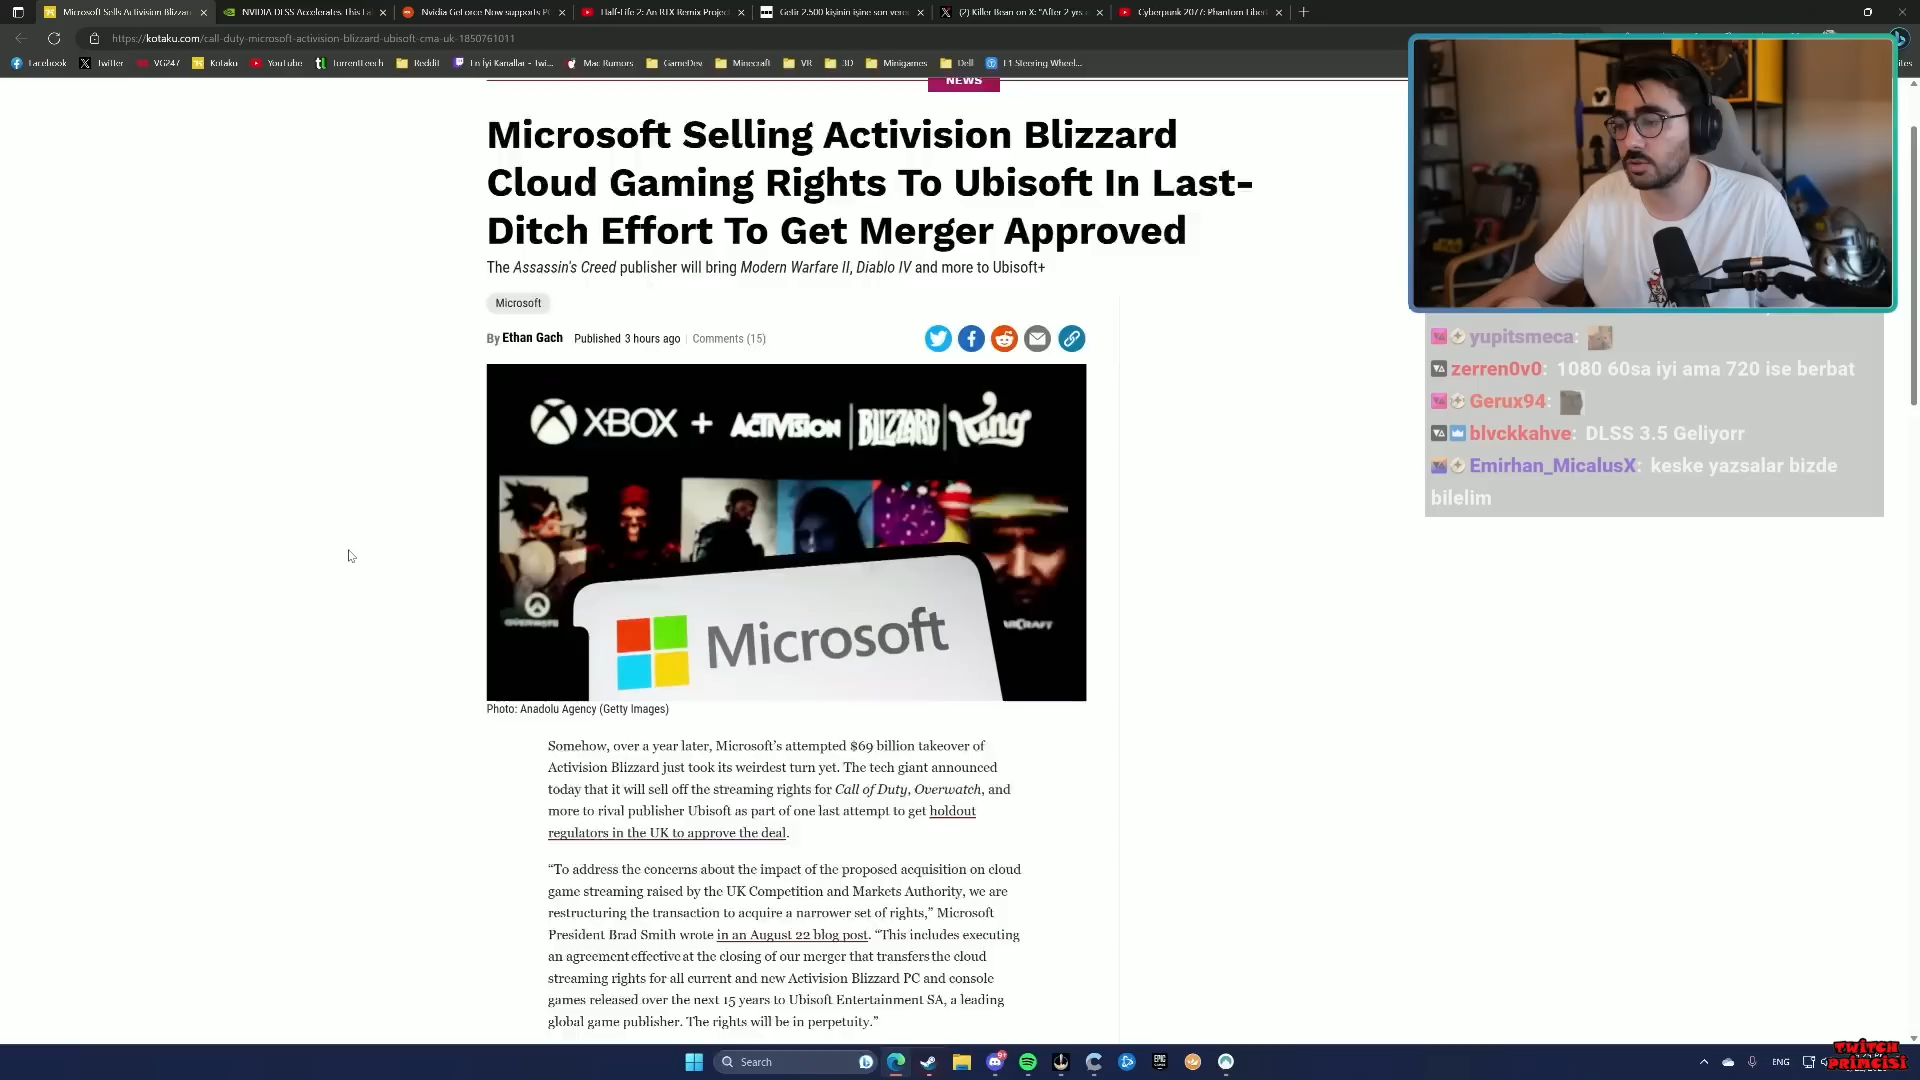 Microsoft Sells Activision Blizzard
NVIDIA DLSS Accelerates This Fal
Nvidia GeForce Now supports PC
Half-Life 2: An RTX Remix Project
Getir 2.500 kişinin işine son verec
(2) Killer Bean on X: "After 2 yrs
Cyberpunk 2077: Phantom Liber
https://kotaku.com/call-duty-microsoft-activision-blizzard-ubisoft-cma-uk-1850761011
Facebook
Twitter
VG247
Kotaku
YouTube
TorrentLeech
Reddit
En İyi Kanallar - Twi...
Mac Rumors
GameDev
Minecraft
VR
3D
Minigames
Dell
F1 Steering Wheel...
NEWS
Microsoft Selling Activision Blizzard
Cloud Gaming Rights To Ubisoft In Last-
Ditch Effort To Get Merger Approved
The Assassin's Creed publisher will bring Modern Warfare II, Diablo IV and more to Ubisoft+
Microsoft
By Ethan Gach Published 3 hours ago | Comments (15)
XBOX + ACTIVISION | BLIZZARD | King
Microsoft
Photo: Anadolu Agency (Getty Images)
Somehow, over a year later, Microsoft's attempted $69 billion takeover of
Activision Blizzard just took its weirdest turn yet. The tech giant announced
today that it will sell off the streaming rights for Call of Duty, Overwatch, and
more to rival publisher Ubisoft as part of one last attempt to get holdout
regulators in the UK to approve the deal.
“To address the concerns about the impact of the proposed acquisition on cloud
game streaming raised by the UK Competition and Markets Authority, we are
restructuring the transaction to acquire a narrower set of rights,” Microsoft
President Brad Smith wrote in an August 22 blog post. “This includes executing
an agreement effective at the closing of our merger that transfers the cloud
streaming rights for all current and new Activision Blizzard PC and console
games released over the next 15 years to Ubisoft Entertainment SA, a leading
global game publisher. The rights will be in perpetuity.”
yupitsmeca:
zerren0v0: 1080 60sa iyi ama 720 ise berbat
Gerux94:
blvckkahve: DLSS 3.5 Geliyorr
Emirhan_MicalusX: keske yazsalar bizde
bilelim
Search
ENG
TWITCH
PRIMCISI